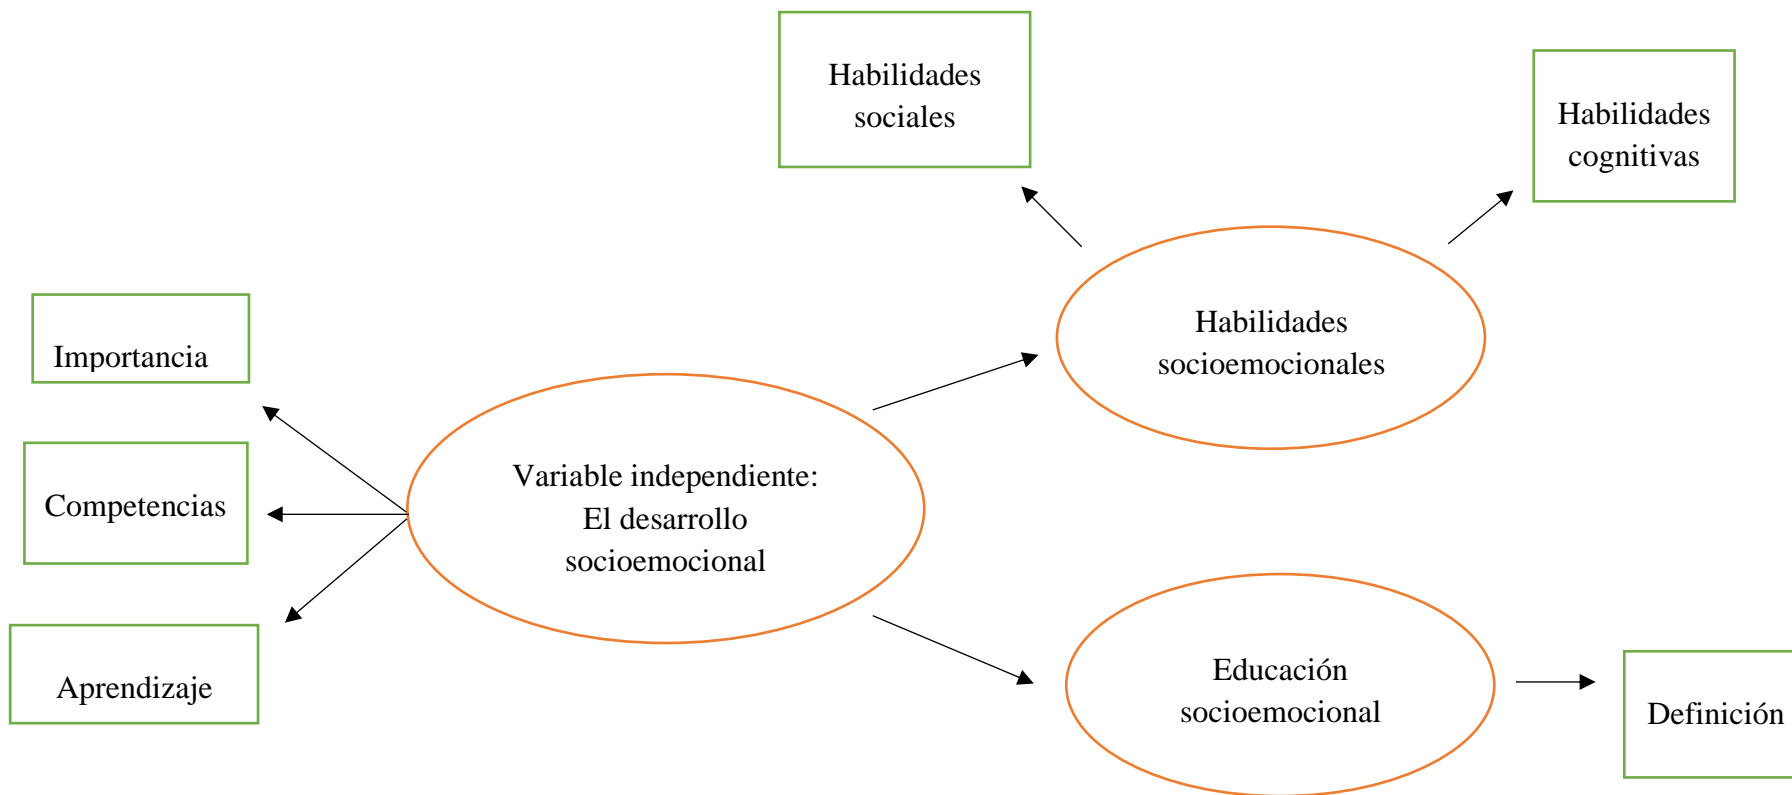 Habilidades
sociales
Habilidades
cognitivas
Habilidades
socioemocionales
Importancia
Competencias
Aprendizaje
Variable independiente:
El desarrollo
socioemocional
Educación
socioemocional
Definición